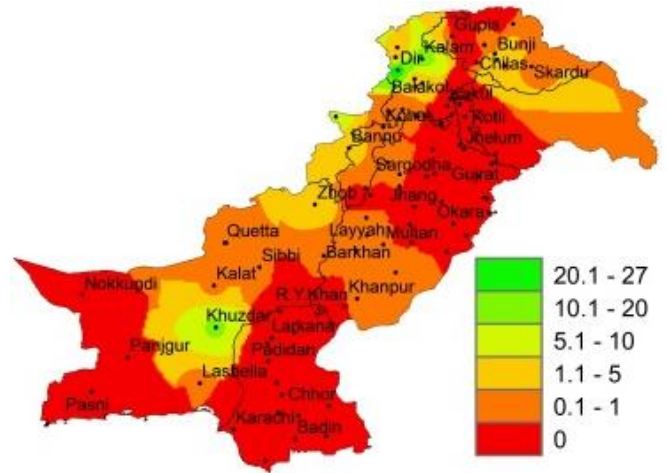 Gupis
Kalam
Bunji
Dir
Chilas
Skardu
Balakot
Kakul
Kotli
Bannu
Jhelum
Sargodha
Gujrat
Zhob
Jhang
Okara
Quetta
Layyah
Multan
Sibbi
Barkhan
Nokkundi
Kalat
R.Y.Khan
Khanpur
Khuzdar
Larkana
Panjgur
Padidan
Lasbella
Pasni
Chhor
Karachi
Badin
20.1 - 27
10.1 - 20
5.1 - 10
1.1 - 5
0.1 - 1
0